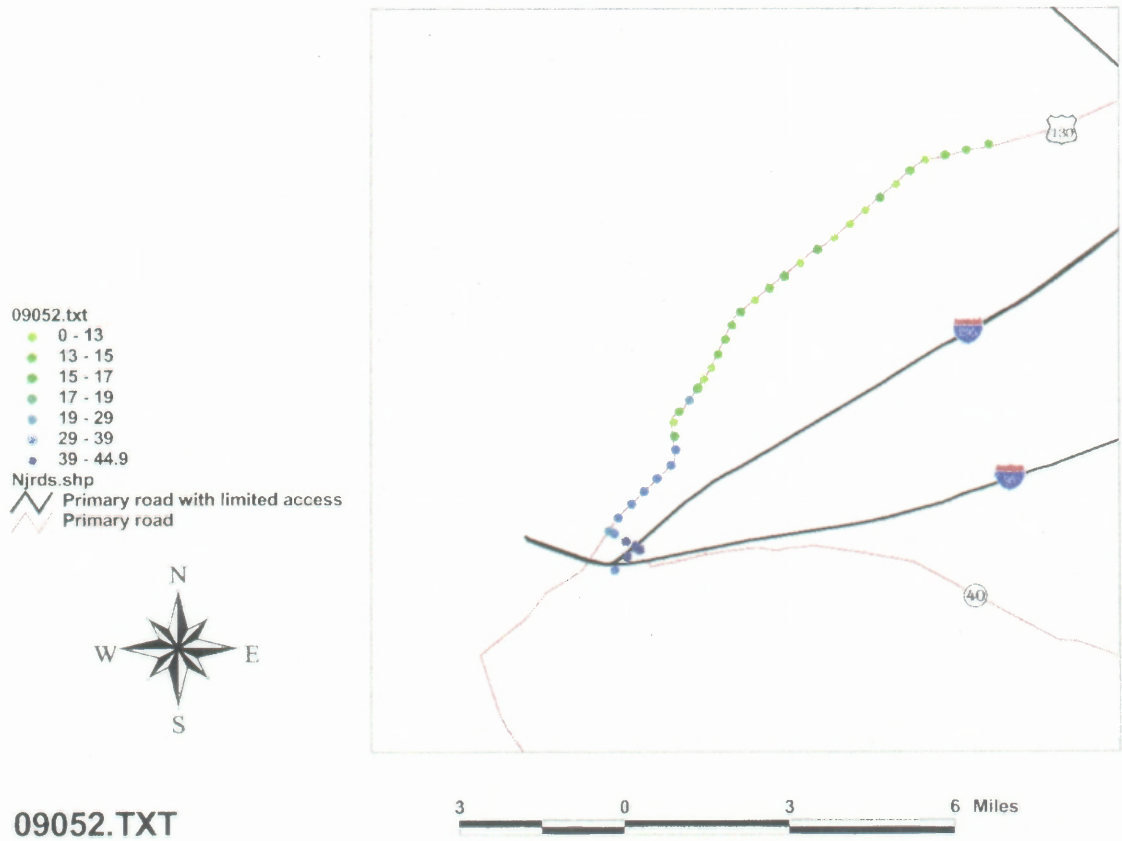 130
09052.txt
0 - 13
13 - 15
15 - 17
17 - 19
19 - 29
29 - 39
39 - 44.9
Njrds.shp
Primary road with limited access
Primary road
40
N
W E
S
3 0 3 6 Miles
09052.TXT